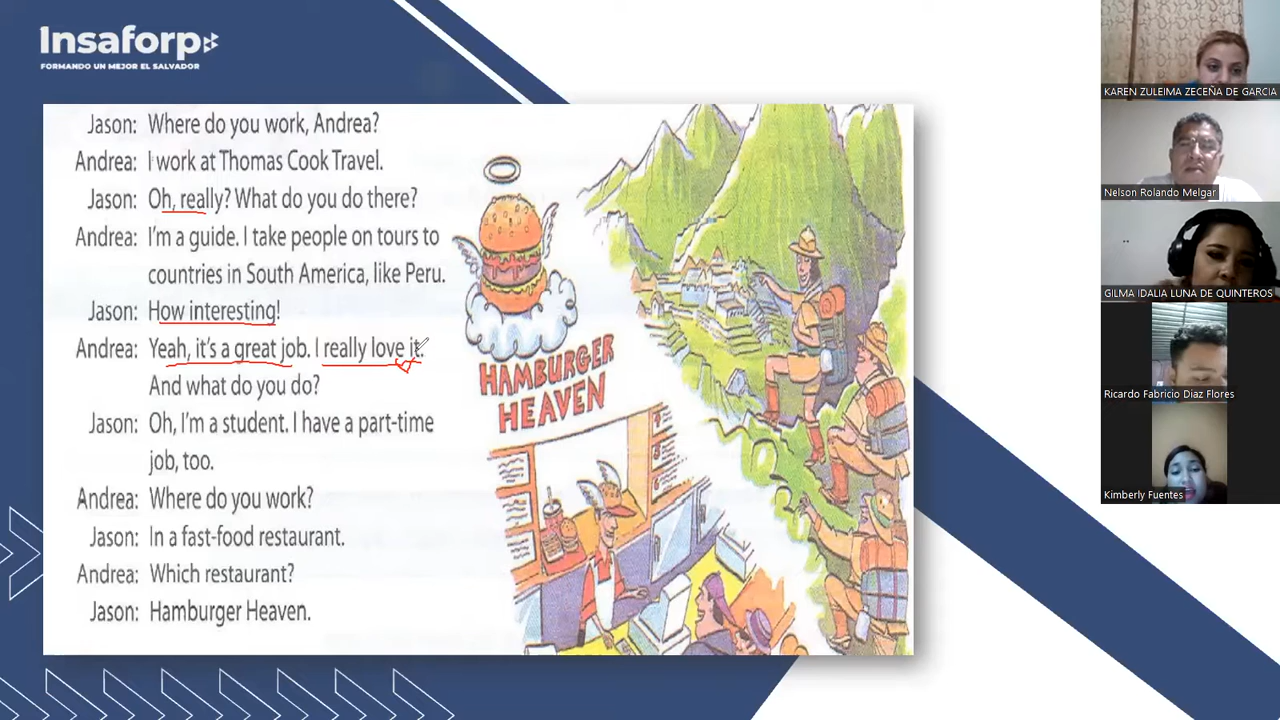 Insaforp
FORMANDO UN MEJOR EL SALVADOR
Jason: Where do you work, Andrea?
Andrea: I work at Thomas Cook Travel.
Jason: Oh, really? What do you do there?
Andrea: I'm a guide. I take people on tours to
countries in South America, like Peru.
Jason: How interesting!
Andrea: Yeah, it's a great job. I really love it.
And what do you do?
Jason: Oh, I'm a student. I have a part-time
job, too.
Andrea: Where do you work?
Jason: In a fast-food restaurant.
Andrea: Which restaurant?
Jason: Hamburger Heaven.
HAMBURGER
HEAVEN
KAREN ZULEIMA ZECEÑA DE GARCIA
Nelson Rolando Melgar
GILMA IDALIA LUNA DE QUINTEROS
Ricardo Fabricio Diaz Flores
Kimberly Fuentes